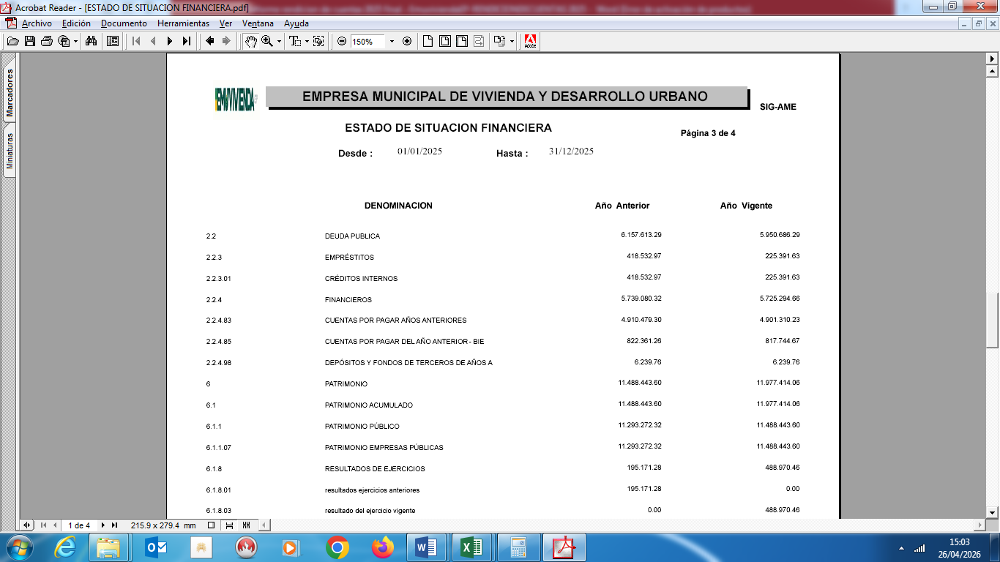 Acrobat Reader - [ESTADO DE SITUACION FINANCIERA.pdf]
Archivo Edición Documento Herramientas Ver Ventana Ayuda
150%
Adobe
Marcadores
Miniaturas
EMUVIVIENDA EP
EMPRESA MUNICIPAL DE VIVIENDA Y DESARROLLO URBANO
SIG-AME
ESTADO DE SITUACION FINANCIERA
Página 3 de 4
Desde : 01/01/2025 Hasta : 31/12/2025
DENOMINACION Año Anterior Año Vigente
2.2 DEUDA PUBLICA 6.157.613.29 5.950.686.29
2.2.3 EMPRÉSTITOS 418.532.97 225.391.63
2.2.3.01 CRÉDITOS INTERNOS 418.532.97 225.391.63
2.2.4 FINANCIEROS 5.739.080.32 5.725.294.66
2.2.4.83 CUENTAS POR PAGAR AÑOS ANTERIORES 4.910.479.30 4.901.310.23
2.2.4.85 CUENTAS POR PAGAR DEL AÑO ANTERIOR - BIE 822.361.26 817.744.67
2.2.4.98 DEPÓSITOS Y FONDOS DE TERCEROS DE AÑOS A 6.239.76 6.239.76
6 PATRIMONIO 11.488.443.60 11.977.414.06
6.1 PATRIMONIO ACUMULADO 11.488.443.60 11.977.414.06
6.1.1 PATRIMONIO PÚBLICO 11.293.272.32 11.488.443.60
6.1.1.07 PATRIMONIO EMPRESAS PÚBLICAS 11.293.272.32 11.488.443.60
6.1.8 RESULTADOS DE EJERCICIOS 195.171.28 488.970.46
6.1.8.01 resultados ejercicios anteriores 195.171.28 0.00
6.1.8.03 resultado del ejercicio vigente 0.00 488.970.46
1 de 4 215.9 x 279.4 mm
15:03
26/04/2026